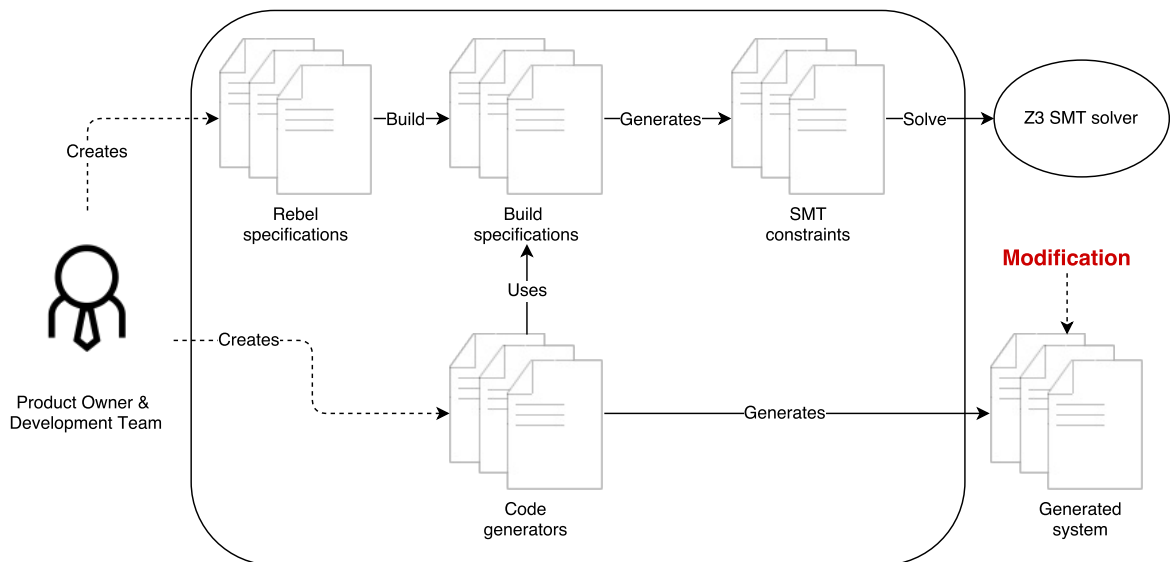 Creates
Build
Generates
Solve
Z3 SMT solver
Rebel
specifications
Build
specifications
SMT
constraints
Modification
Uses
Creates
Product Owner &
Development Team
Generates
Code
generators
Generated
system